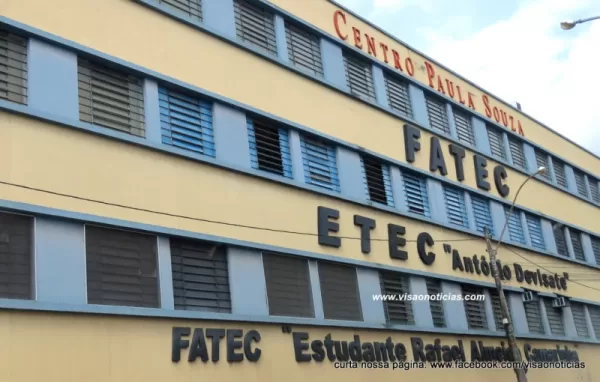 CENTRO PAULA SOUZA
FATEC
ETEC "Antônio Devisate"
www.visaonoticias.com
FATEC "Estudante Rafael Almeida Camarinha"
curta nossa página: www.facebook.com/visaonoticias